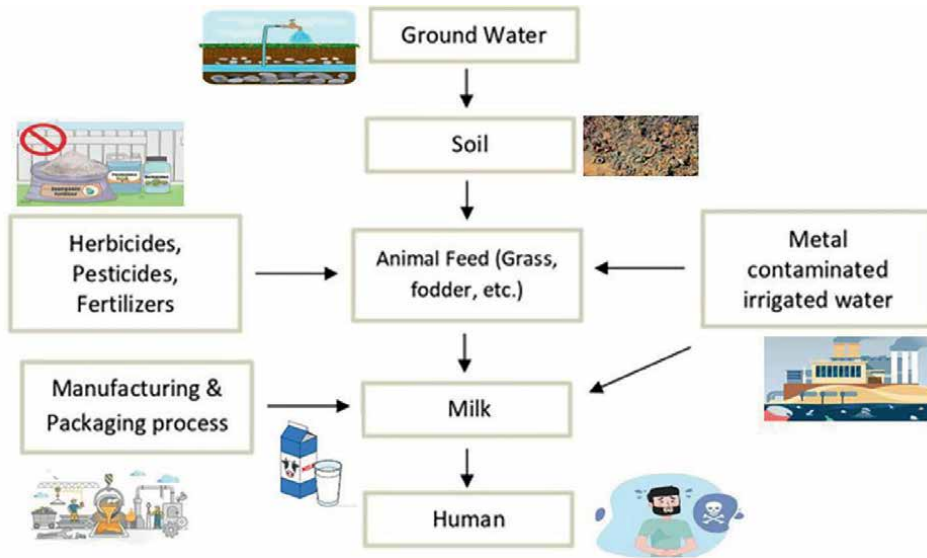 Ground Water
Soil
Herbicides,
Pesticides,
Fertilizers
Animal Feed (Grass,
fodder, etc.)
Metal
contaminated
irrigated water
Manufacturing &
Packaging process
Milk
Human